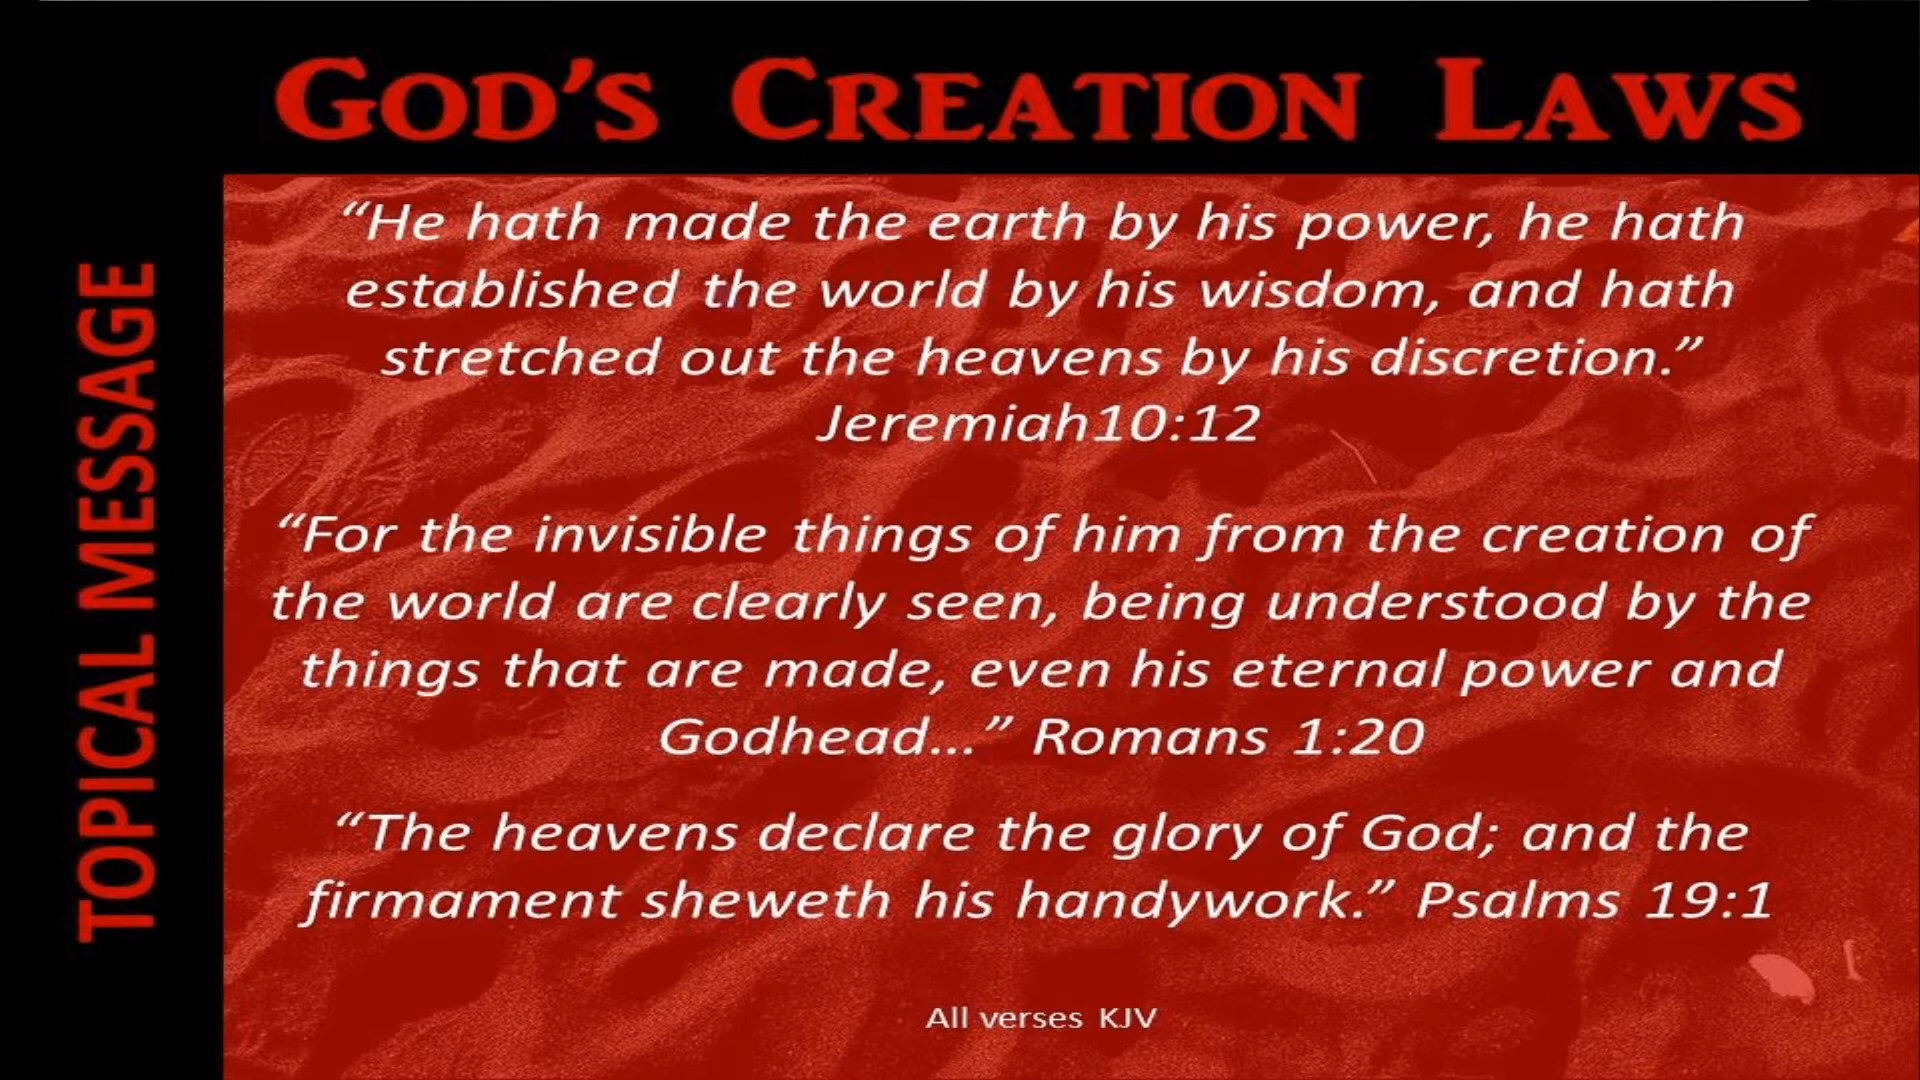 GOD'S CREATION LAWS
TOPICAL MESSAGE
“He hath made the earth by his power, he hath
established the world by his wisdom, and hath
stretched out the heavens by his discretion.”
Jeremiah10:12
“For the invisible things of him from the creation of
the world are clearly seen, being understood by the
things that are made, even his eternal power and
Godhead...” Romans 1:20
“The heavens declare the glory of God; and the
firmament sheweth his handywork.” Psalms 19:1
All verses KJV